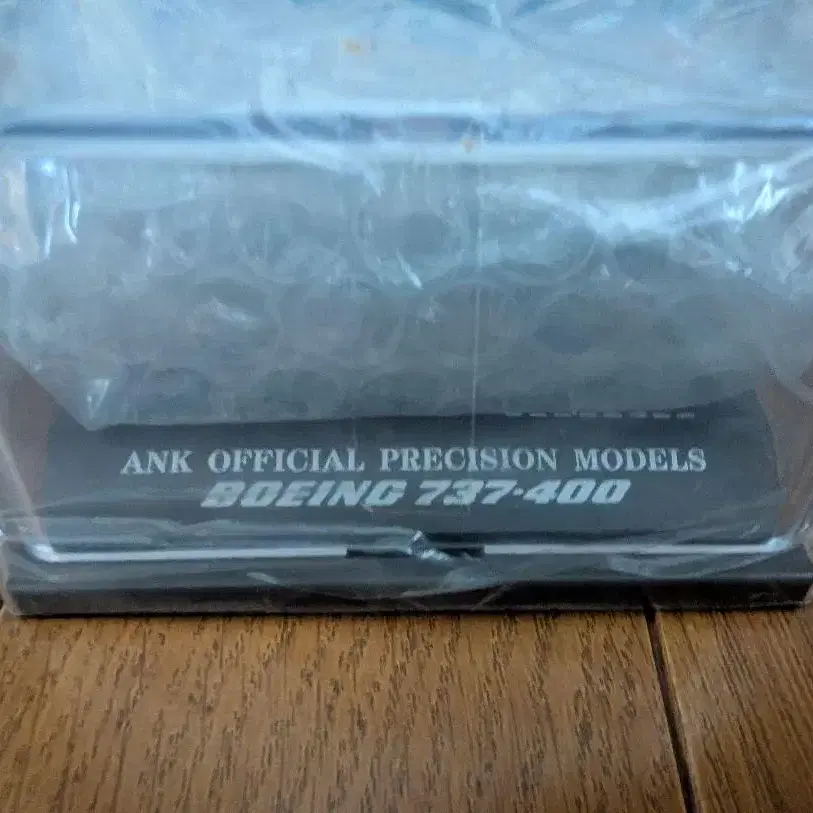 ANK OFFICIAL PRECISION MODELS
BOEING 737-400